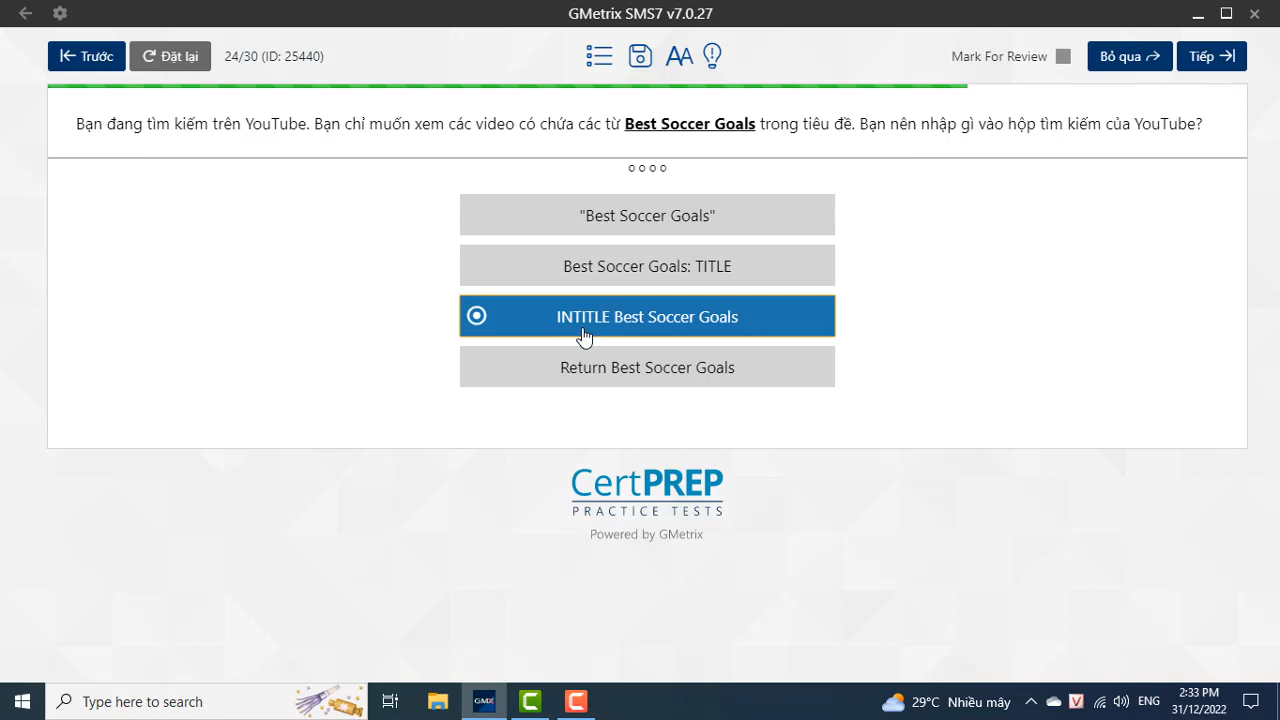 GMetrix SMS7 v7.0.27
Trước
Đặt lại
24/30 (ID: 25440)
AA
Mark For Review
Bỏ qua
Tiếp
Bạn đang tìm kiếm trên YouTube. Bạn chỉ muốn xem các video có chứa các từ Best Soccer Goals trong tiêu đề. Bạn nên nhập gì vào hộp tìm kiếm của YouTube?
"Best Soccer Goals"
Best Soccer Goals: TITLE
INTITLE Best Soccer Goals
Return Best Soccer Goals
CertPREP
PRACTICE TESTS
Powered by GMetrix
Type here to search
GMX
C
C
29°C Nhiều mây
V
ENG
2:33 PM
31/12/2022